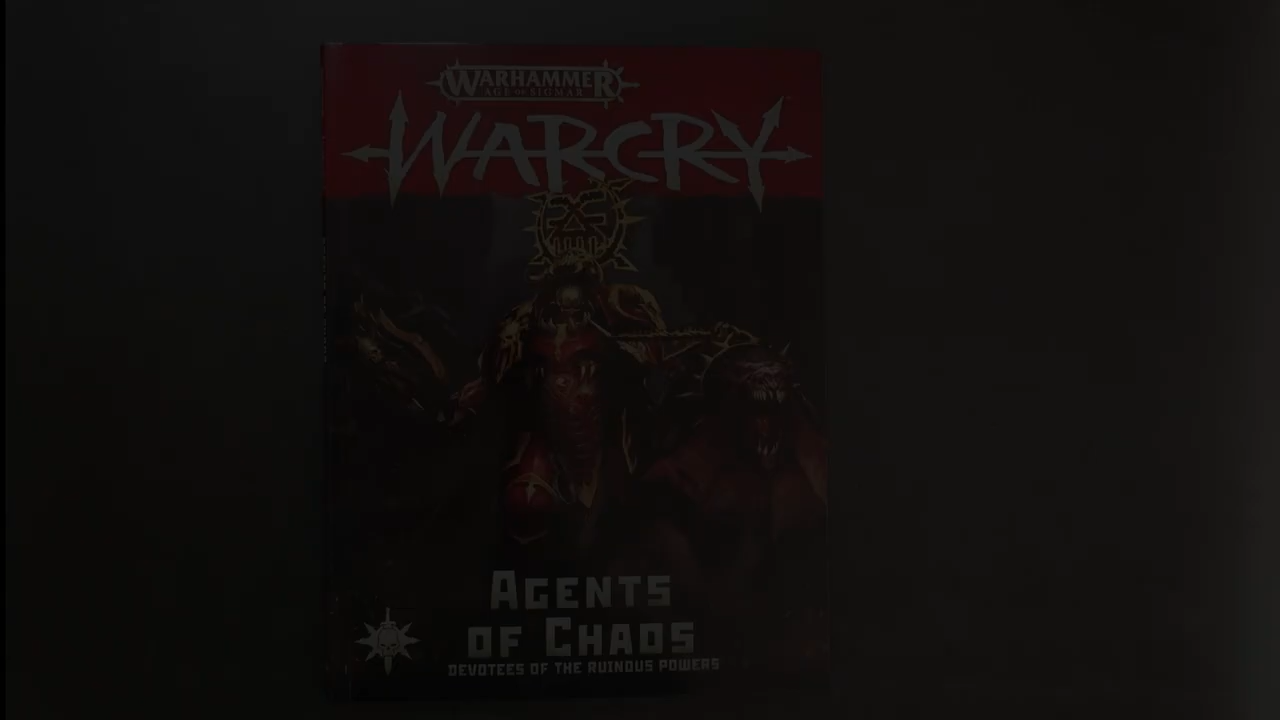 WARHAMMER
AGE OF SIGMAR
WARCRY
AGENTS
OF CHAOS
DEVOTEES OF THE RUINOUS POWERS